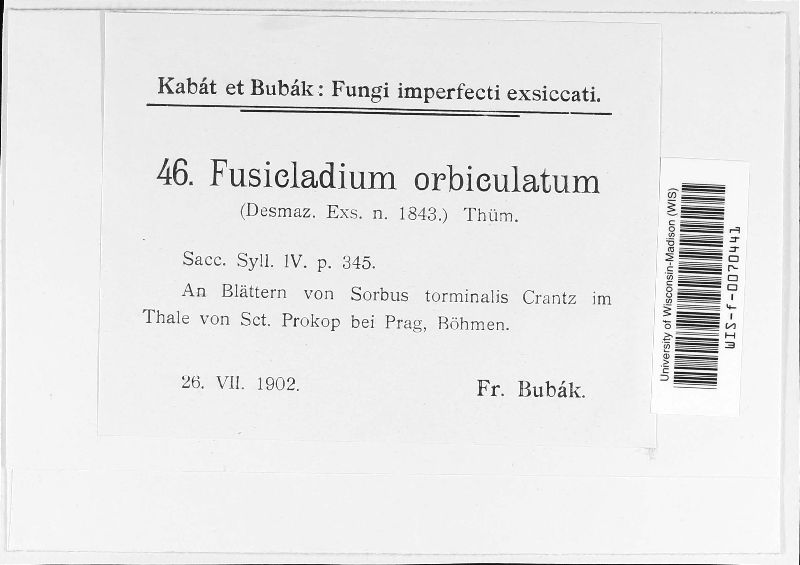 Kabát et Bubák: Fungi imperfecti exsiccati.
46. Fusicladium orbiculatum
(Desmaz. Exs. n. 1843.) Thüm.
Sacc. Syll. IV. p. 345.
An Blättern von Sorbus torminalis Crantz im
Thale von Sct. Prokop bei Prag, Böhmen.
26. VII. 1902.
Fr. Bubák.
University of Wisconsin-Madison (WIS)
WIS-f-0070441